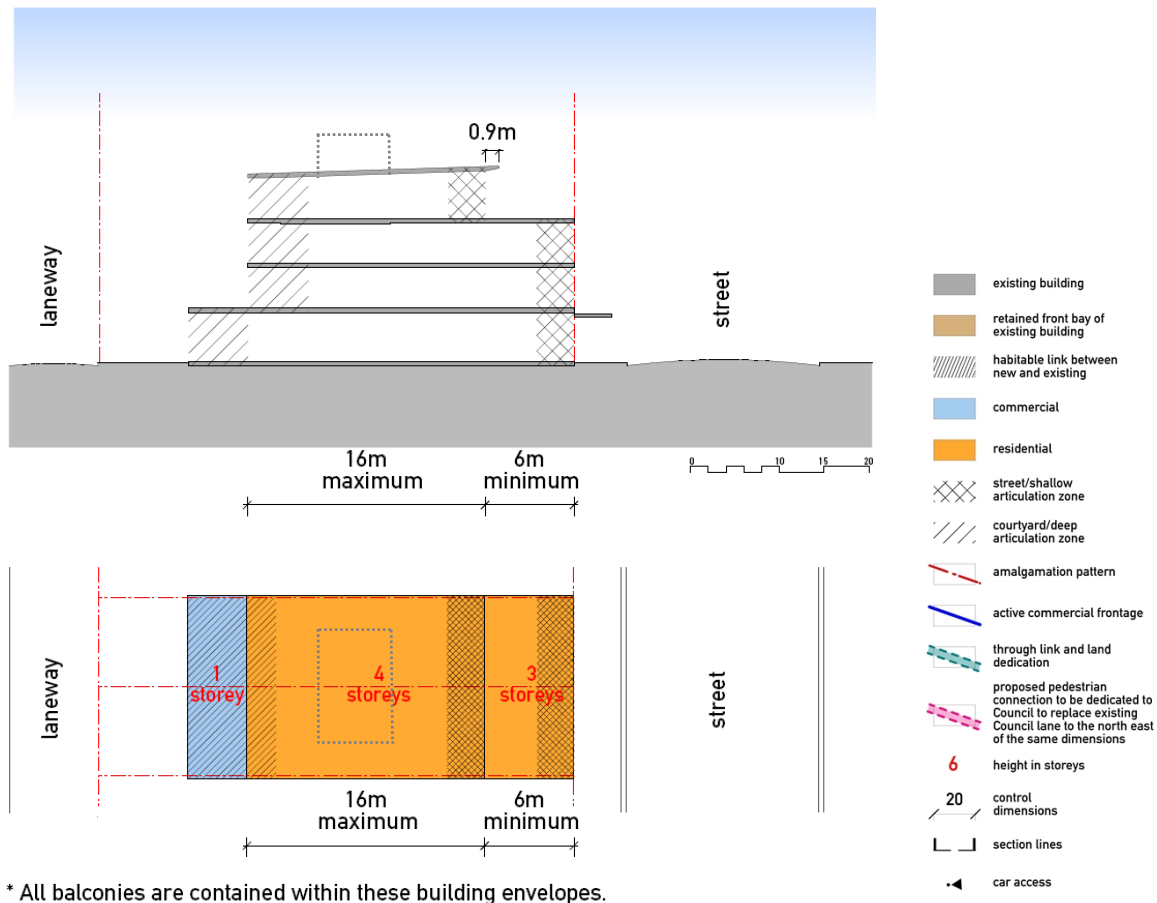 0.9m
laneway
street
16m
maximum
6m
minimum
0 5 10 15 20
laneway
1
storey
4
storeys
3
storeys
street
16m
maximum
6m
minimum
* All balconies are contained within these building envelopes.
existing building
retained front bay of
existing building
habitable link between
new and existing
commercial
residential
street/shallow
articulation zone
courtyard/deep
articulation zone
amalgamation pattern
active commercial frontage
through link and land
dedication
proposed pedestrian
connection to be dedicated to
Council to replace existing
Council lane to the north east
of the same dimensions
6
height in storeys
20
control
dimensions
section lines
car access